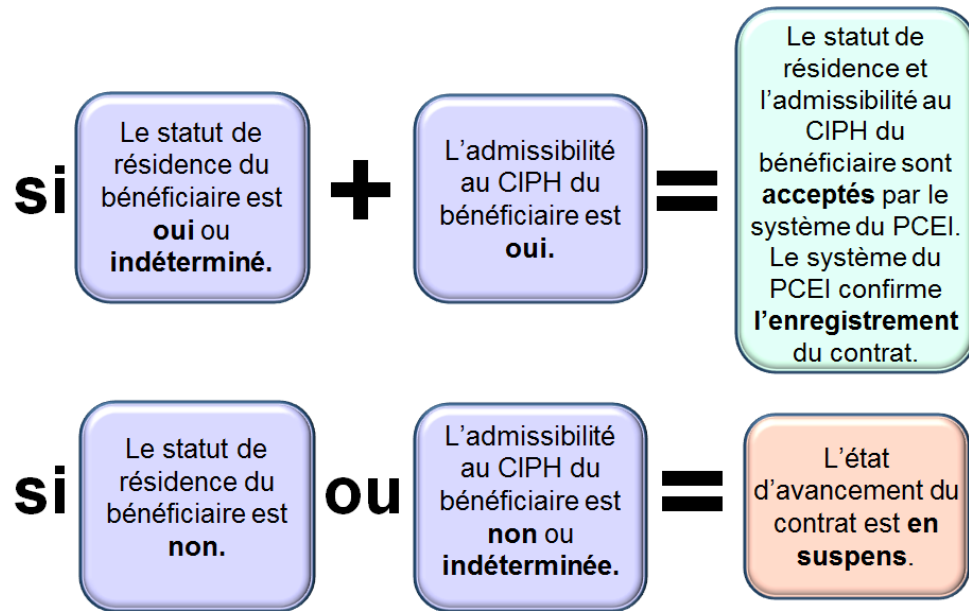 si
Le statut de
résidence du
bénéficiaire est
oui ou
indéterminé.
+
L'admissibilité
au CIPH du
bénéficiaire est
oui.
=
Le statut de
résidence et
l'admissibilité au
CIPH du
bénéficiaire sont
acceptés par le
système du PCEI.
Le système du
PCEI confirme
l'enregistrement
du contrat.
si
Le statut de
résidence du
bénéficiaire est
non.
ou
L'admissibilité
au CIPH du
bénéficiaire est
non ou
indéterminée.
=
L'état
d'avancement du
contrat est en
suspens.